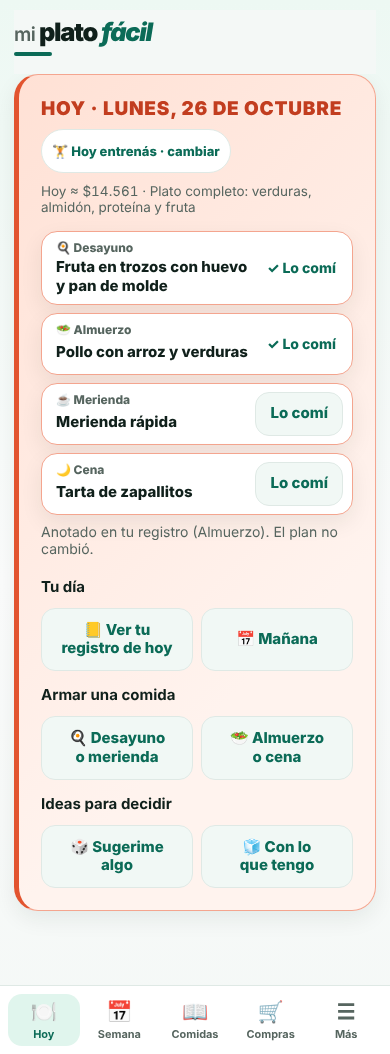 mi plato fácil
HOY · LUNES, 26 DE OCTUBRE
🏋️ Hoy entrenás · cambiar
Hoy ≈ $14.561 · Plato completo: verduras,
almidón, proteína y fruta
🍳 Desayuno
Fruta en trozos con huevo
y pan de molde
✓ Lo comí
🥗 Almuerzo
Pollo con arroz y verduras
✓ Lo comí
☕ Merienda
Merienda rápida
Lo comí
🌙 Cena
Tarta de zapallitos
Lo comí
Anotado en tu registro (Almuerzo). El plan no
cambió.
Tu día
📒 Ver tu
registro de hoy
📅 Mañana
Armar una comida
🍳 Desayuno
o merienda
🥗 Almuerzo
o cena
Ideas para decidir
🎲 Sugerime
algo
🧊 Con lo
que tengo
Hoy
Semana
Comidas
Compras
Más